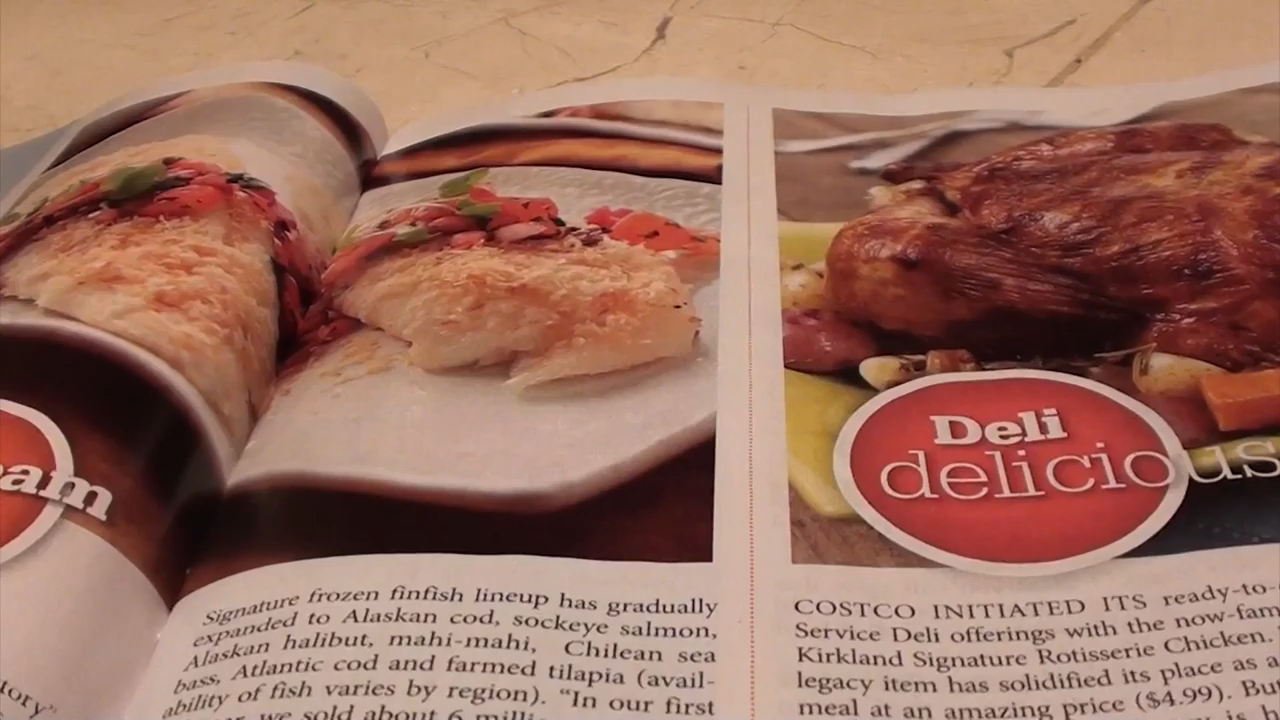 eam
tory"
Signature frozen finfish lineup has gradually
expanded to Alaskan cod, sockeye salmon,
Alaskan halibut, mahi-mahi, Chilean sea
bass, Atlantic cod and farmed tilapia (avail-
ability of fish varies by region). "In our first
we sold about 6
Deli
delicious
COSTCO INITIATED ITS ready-to-
Service Deli offerings with the now-fam
Kirkland Signature Rotisserie Chicken.
legacy item has solidified its place as a
meal at an amazing price ($4.99). But
is